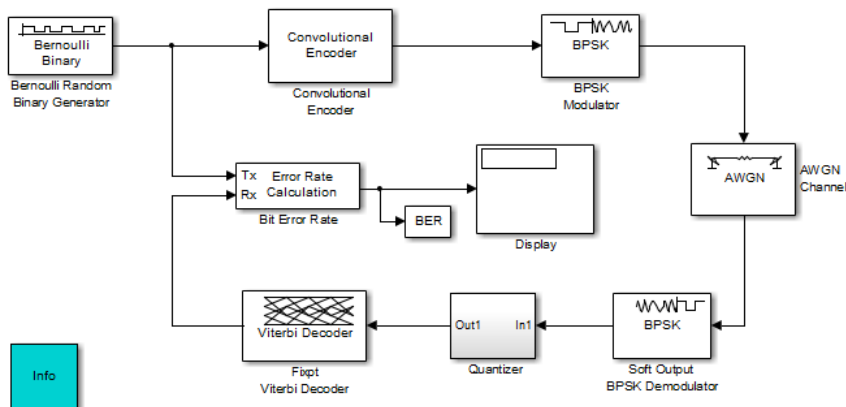 Bernoulli
Binary
Bernoulli Random
Binary Generator
Convolutional
Encoder
Convolutional
Encoder
BPSK
BPSK
Modulator
AWGN
AWGN
Channel
Tx
Rx
Error Rate
Calculation
Bit Error Rate
BER
Display
Viterbi Decoder
Fixpt
Viterbi Decoder
Out1
In1
Quantizer
BPSK
Soft Output
BPSK Demodulator
Info